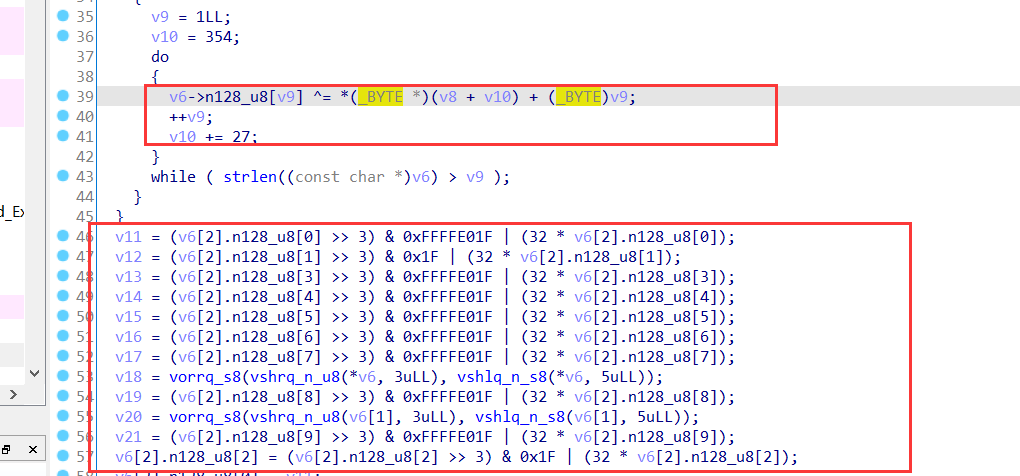 35 v9 = 1LL;
36 v10 = 354;
37 do
38 {
39 v6->n128_u8[v9] ^= *(_BYTE *)(v8 + v10) + (_BYTE)v9;
40 ++v9;
41 v10 += 27;
42 }
43 while ( strlen((const char *)v6) > v9 );
44 }
45 }
46 v11 = (v6[2].n128_u8[0] >> 3) & 0xFFFFE01F | (32 * v6[2].n128_u8[0]);
47 v12 = (v6[2].n128_u8[1] >> 3) & 0x1F | (32 * v6[2].n128_u8[1]);
48 v13 = (v6[2].n128_u8[3] >> 3) & 0xFFFFE01F | (32 * v6[2].n128_u8[3]);
49 v14 = (v6[2].n128_u8[4] >> 3) & 0xFFFFE01F | (32 * v6[2].n128_u8[4]);
50 v15 = (v6[2].n128_u8[5] >> 3) & 0xFFFFE01F | (32 * v6[2].n128_u8[5]);
51 v16 = (v6[2].n128_u8[6] >> 3) & 0xFFFFE01F | (32 * v6[2].n128_u8[6]);
52 v17 = (v6[2].n128_u8[7] >> 3) & 0xFFFFE01F | (32 * v6[2].n128_u8[7]);
d_Ex
53 v18 = vorrq_s8(vshrq_n_u8(*v6, 3uLL), vshlq_n_s8(*v6, 5uLL));
54 v19 = (v6[2].n128_u8[8] >> 3) & 0xFFFFE01F | (32 * v6[2].n128_u8[8]);
55 v20 = vorrq_s8(vshrq_n_u8(v6[1], 3uLL), vshlq_n_s8(v6[1], 5uLL));
56 v21 = (v6[2].n128_u8[9] >> 3) & 0xFFFFE01F | (32 * v6[2].n128_u8[9]);
57 v6[2].n128_u8[2] = (v6[2].n128_u8[2] >> 3) & 0x1F | (32 * v6[2].n128_u8[2]);